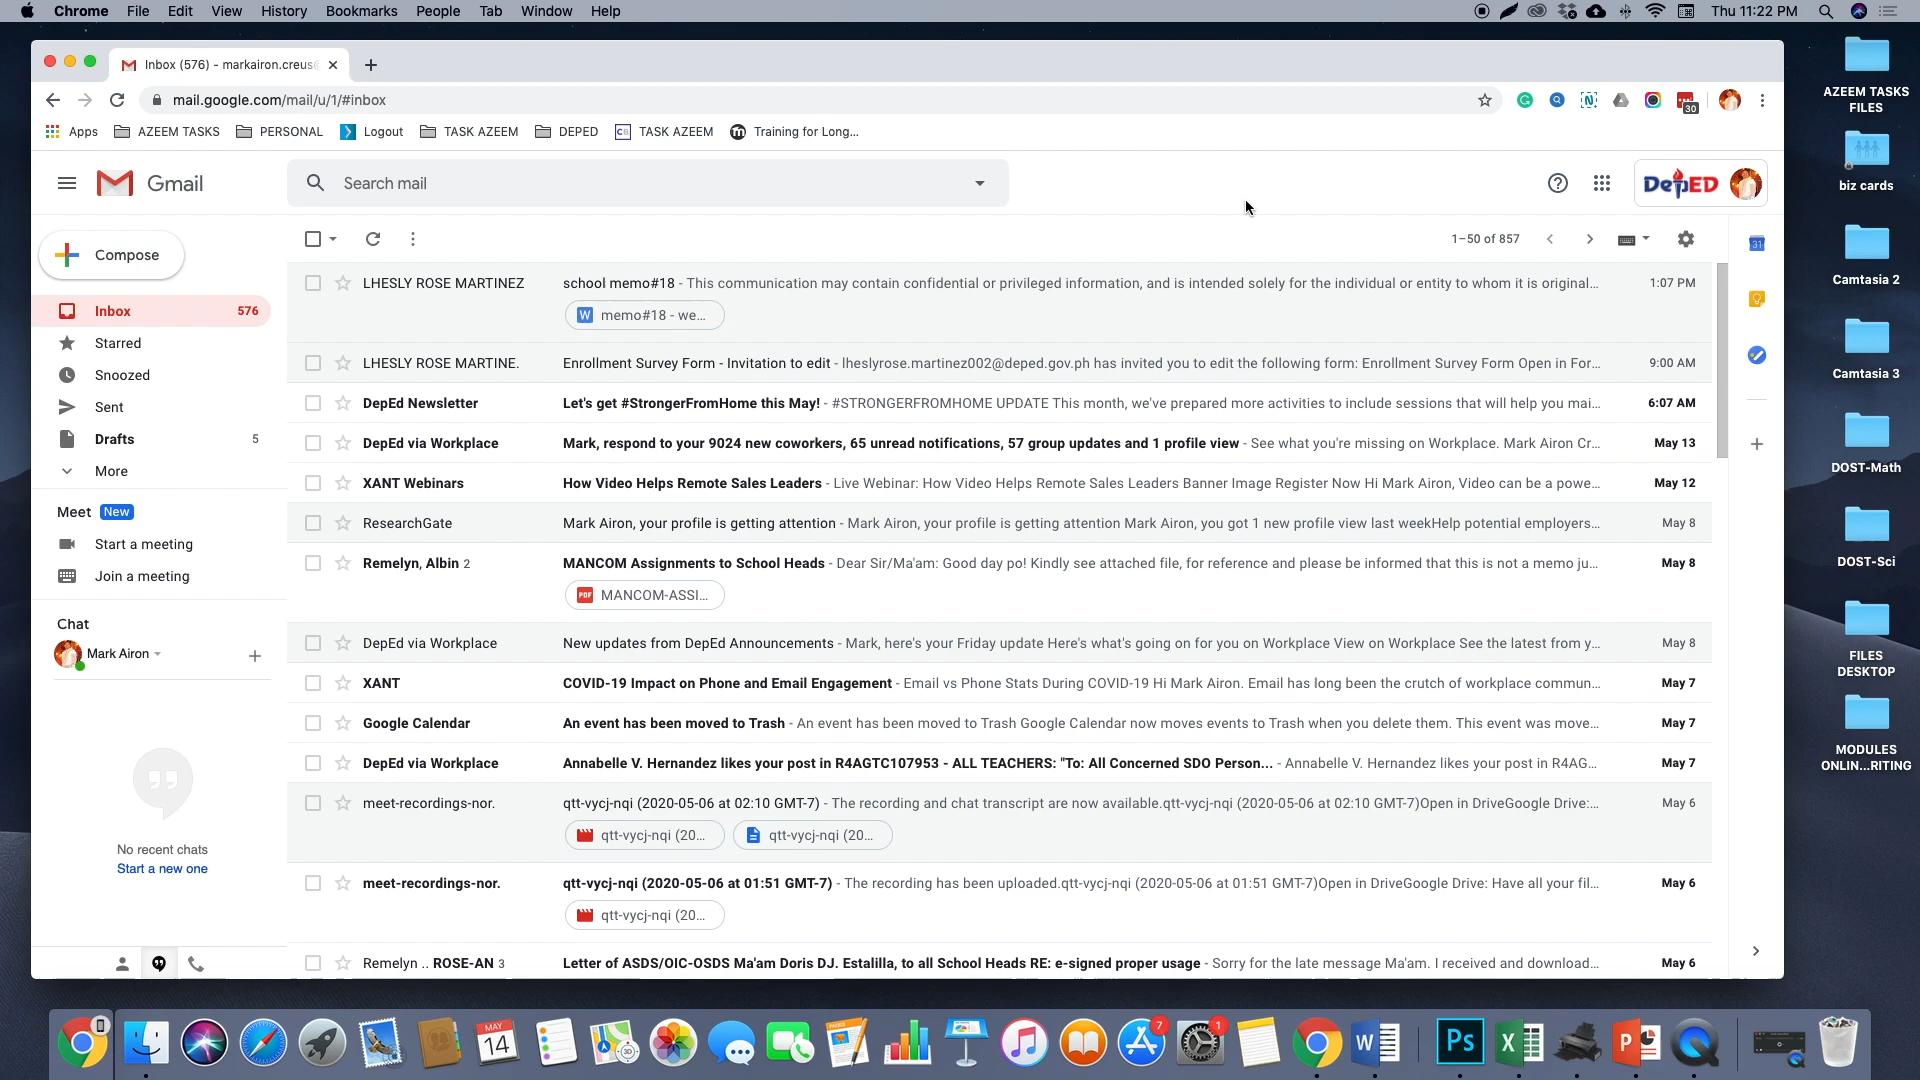 Chrome File Edit View History Bookmarks People Tab Window Help Thu 11:22 PM
Inbox (576) - markairon.creus@
mail.google.com/mail/u/1/#inbox
30
Apps AZEEM TASKS PERSONAL Logout TASK AZEEM DEPED CB TASK AZEEM Training for Long...
Gmail
Search mail
DepED
Compose
1–50 of 857
Inbox 576
Starred
Snoozed
Sent
Drafts 5
More
Meet New
Start a meeting
Join a meeting
Chat
Mark Airon
No recent chats
Start a new one
LHESLY ROSE MARTINEZ school memo#18 - This communication may contain confidential or privileged information, and is intended solely for the individual or entity to whom it is original... 1:07 PM
W memo#18 - we...
LHESLY ROSE MARTINE. Enrollment Survey Form - Invitation to edit - lheslyrose.martinez002@deped.gov.ph has invited you to edit the following form: Enrollment Survey Form Open in For... 9:00 AM
DepEd Newsletter Let's get #StrongerFromHome this May! - #STRONGERFROMHOME UPDATE This month, we've prepared more activities to include sessions that will help you mai... 6:07 AM
DepEd via Workplace Mark, respond to your 9024 new coworkers, 65 unread notifications, 57 group updates and 1 profile view - See what you're missing on Workplace. Mark Airon Cr... May 13
XANT Webinars How Video Helps Remote Sales Leaders - Live Webinar: How Video Helps Remote Sales Leaders Banner Image Register Now Hi Mark Airon, Video can be a powe... May 12
ResearchGate Mark Airon, your profile is getting attention - Mark Airon, your profile is getting attention Mark Airon, you got 1 new profile view last weekHelp potential employers... May 8
Remelyn, Albin 2 MANCOM Assignments to School Heads - Dear Sir/Ma'am: Good day po! Kindly see attached file, for reference and please be informed that this is not a memo ju... May 8
PDF MANCOM-ASSI...
DepEd via Workplace New updates from DepEd Announcements - Mark, here's your Friday update Here's what's going on for you on Workplace View on Workplace See the latest from y... May 8
XANT COVID-19 Impact on Phone and Email Engagement - Email vs Phone Stats During COVID-19 Hi Mark Airon. Email has long been the crutch of workplace commun... May 7
Google Calendar An event has been moved to Trash - An event has been moved to Trash Google Calendar now moves events to Trash when you delete them. This event was move... May 7
DepEd via Workplace Annabelle V. Hernandez likes your post in R4AGTC107953 - ALL TEACHERS: "To: All Concerned SDO Person... - Annabelle V. Hernandez likes your post in R4AG... May 7
meet-recordings-nor. qtt-vycj-nqi (2020-05-06 at 02:10 GMT-7) - The recording and chat transcript are now available.qtt-vycj-nqi (2020-05-06 at 02:10 GMT-7)Open in DriveGoogle Drive:... May 6
qtt-vycj-nqi (20... qtt-vycj-nqi (20...
meet-recordings-nor. qtt-vycj-nqi (2020-05-06 at 01:51 GMT-7) - The recording has been uploaded.qtt-vycj-nqi (2020-05-06 at 01:51 GMT-7)Open in DriveGoogle Drive: Have all your fil... May 6
qtt-vycj-nqi (20...
Remelyn .. ROSE-AN 3 Letter of ASDS/OIC-OSDS Ma'am Doris DJ. Estalilla, to all School Heads RE: e-signed proper usage - Sorry for the late message Ma'am. I received and download... May 6
31
AZEEM TASKS
FILES
biz cards
Camtasia 2
Camtasia 3
DOST-Math
DOST-Sci
FILES
DESKTOP
MODULES
ONLIN...RITING
MAY
14
3D
PAGES
7
1
W
Ps
X
P